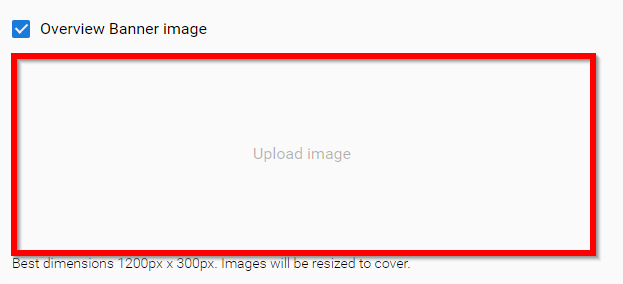 Overview Banner image
Upload image
Best dimensions 1200px x 300px. Images will be resized to cover.